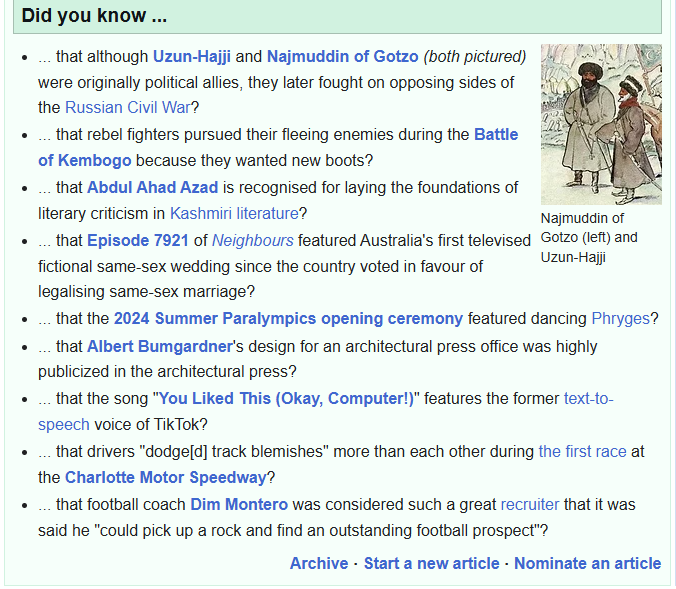 Did you know ...
... that although Uzun-Hajji and Najmuddin of Gotzo (both pictured)
were originally political allies, they later fought on opposing sides of
the Russian Civil War?
... that rebel fighters pursued their fleeing enemies during the Battle
of Kembogo because they wanted new boots?
... that Abdul Ahad Azad is recognised for laying the foundations of
literary criticism in Kashmiri literature?
... that Episode 7921 of Neighbours featured Australia's first televised
fictional same-sex wedding since the country voted in favour of
legalising same-sex marriage?
... that the 2024 Summer Paralympics opening ceremony featured dancing Phryges?
... that Albert Bumgardner's design for an architectural press office was highly
publicized in the architectural press?
... that the song "You Liked This (Okay, Computer!)" features the former text-to-
speech voice of TikTok?
... that drivers "dodge[d] track blemishes" more than each other during the first race at
the Charlotte Motor Speedway?
... that football coach Dim Montero was considered such a great recruiter that it was
said he "could pick up a rock and find an outstanding football prospect"?
Najmuddin of
Gotzo (left) and
Uzun-Hajji
Archive · Start a new article · Nominate an article